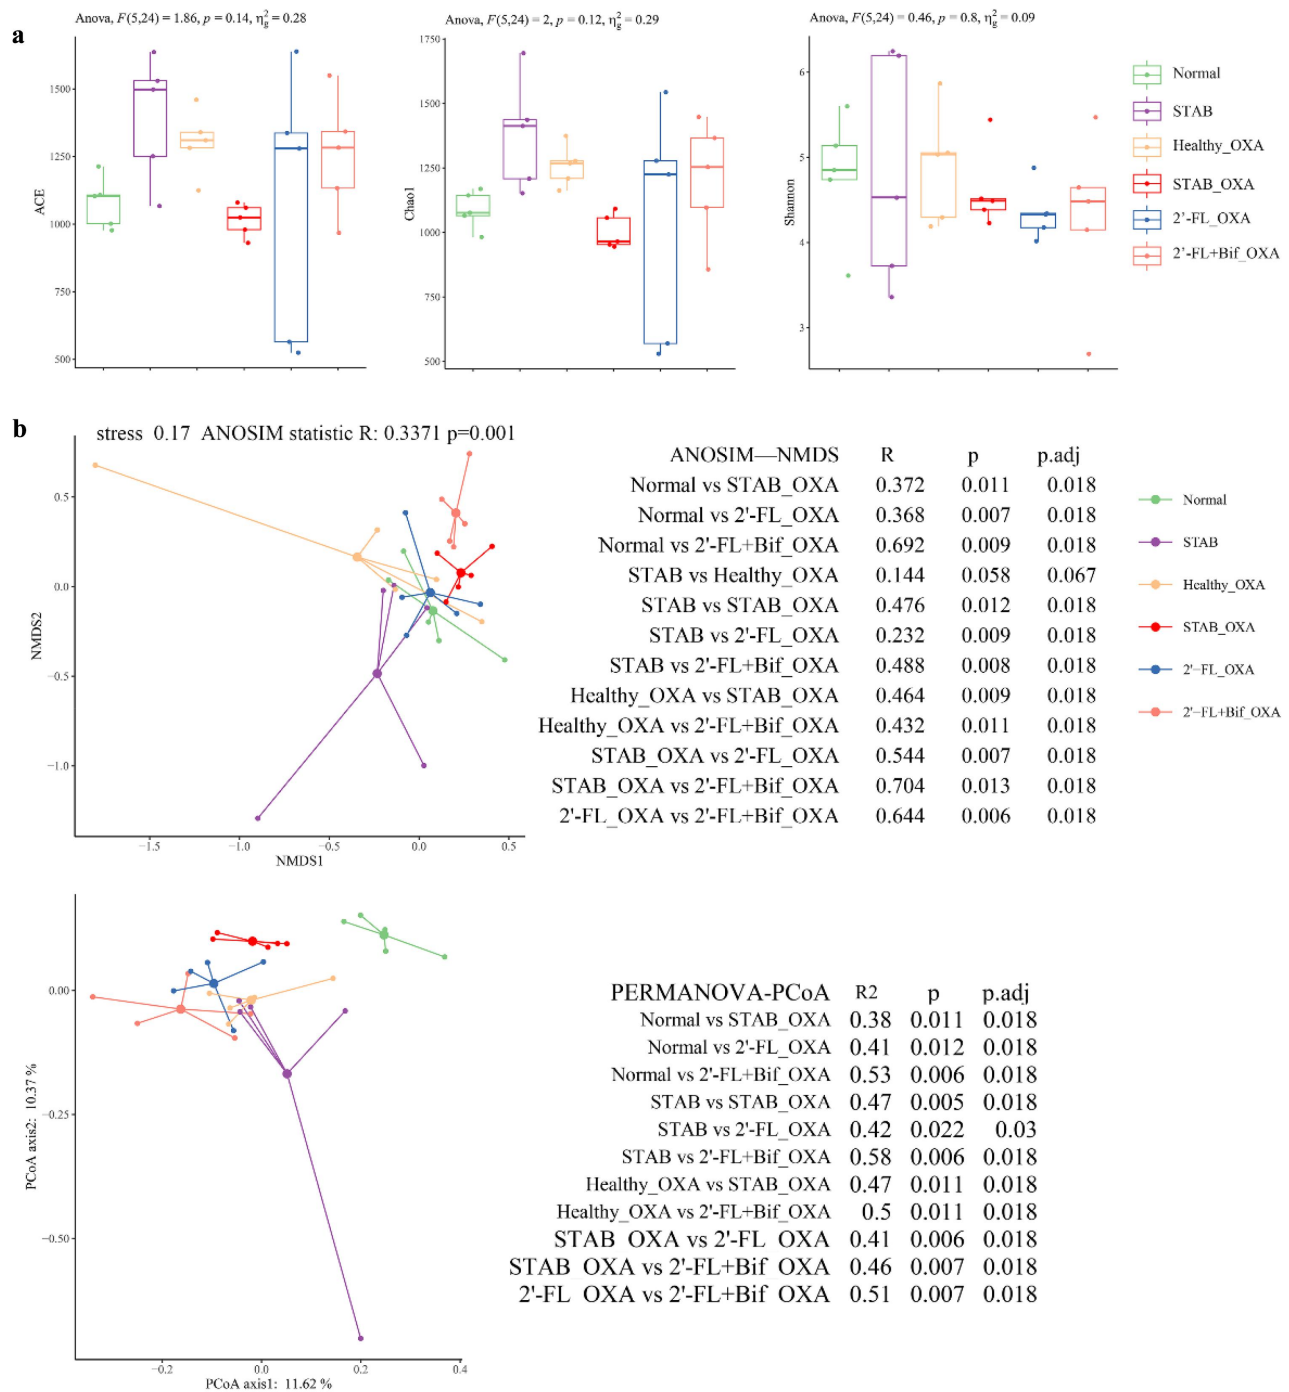 a
Anova, F(5,24) = 1.86, p = 0.14, η²g = 0.28
ACE
1500
1250
1000
750
500
Anova, F(5,24) = 2, p = 0.12, η²g = 0.29
Chao1
1750
1500
1250
1000
750
500
Anova, F(5,24) = 0.46, p = 0.8, η²g = 0.09
Shannon
6
5
4
3
Normal
STAB
Healthy_OXA
STAB_OXA
2'-FL_OXA
2'-FL+Bif_OXA
b
stress 0.17 ANOSIM statistic R: 0.3371 p=0.001
NMDS2
0.5
0.0
−0.5
−1.0
−1.5 −1.0 −0.5 0.0 0.5
NMDS1
ANOSIM—NMDS R p p.adj
Normal vs STAB_OXA 0.372 0.011 0.018
Normal vs 2'-FL_OXA 0.368 0.007 0.018
Normal vs 2'-FL+Bif_OXA 0.692 0.009 0.018
STAB vs Healthy_OXA 0.144 0.058 0.067
STAB vs STAB_OXA 0.476 0.012 0.018
STAB vs 2'-FL_OXA 0.232 0.009 0.018
STAB vs 2'-FL+Bif_OXA 0.488 0.008 0.018
Healthy_OXA vs STAB_OXA 0.464 0.009 0.018
Healthy_OXA vs 2'-FL+Bif_OXA 0.432 0.011 0.018
STAB_OXA vs 2'-FL_OXA 0.544 0.007 0.018
STAB_OXA vs 2'-FL+Bif_OXA 0.704 0.013 0.018
2'-FL_OXA vs 2'-FL+Bif_OXA 0.644 0.006 0.018
Normal
STAB
Healthy_OXA
STAB_OXA
2'−FL_OXA
2'−FL+Bif_OXA
PCoA axis2: 10.37 %
0.00
−0.25
−0.50
−0.2 0.0 0.2 0.4
PCoA axis1: 11.62 %
PERMANOVA-PCoA R2 p p.adj
Normal vs STAB_OXA 0.38 0.011 0.018
Normal vs 2'-FL_OXA 0.41 0.012 0.018
Normal vs 2'-FL+Bif_OXA 0.53 0.006 0.018
STAB vs STAB_OXA 0.47 0.005 0.018
STAB vs 2'-FL_OXA 0.42 0.022 0.03
STAB vs 2'-FL+Bif_OXA 0.58 0.006 0.018
Healthy_OXA vs STAB_OXA 0.47 0.011 0.018
Healthy_OXA vs 2'-FL+Bif_OXA 0.5 0.011 0.018
STAB OXA vs 2'-FL OXA 0.41 0.006 0.018
STAB OXA vs 2'-FL+Bif OXA 0.46 0.007 0.018
2'-FL OXA vs 2'-FL+Bif OXA 0.51 0.007 0.018